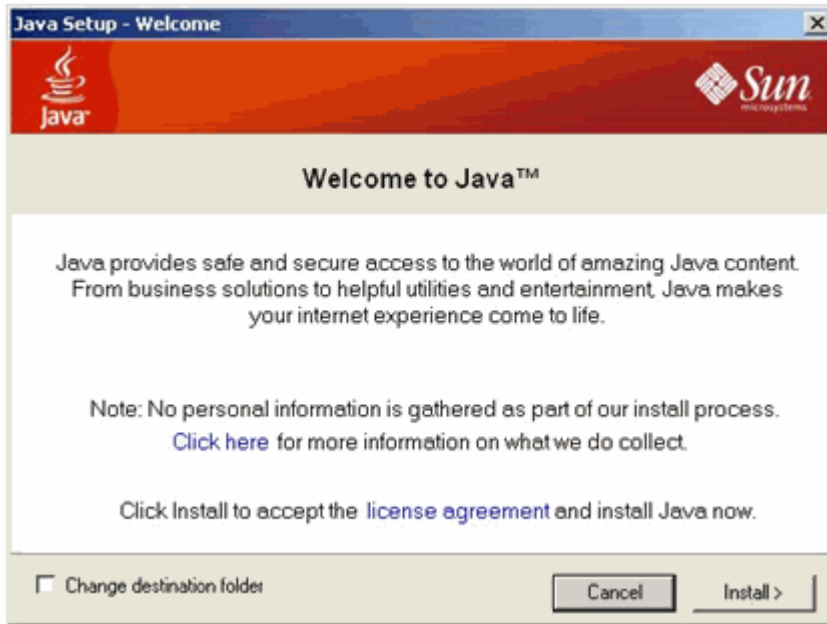 Java Setup - Welcome
Java™
Sun
microsystems
Welcome to Java™
Java provides safe and secure access to the world of amazing Java content.
From business solutions to helpful utilities and entertainment, Java makes
your internet experience come to life.
Note: No personal information is gathered as part of our install process.
Click here for more information on what we do collect.
Click Install to accept the license agreement and install Java now.
Change destination folder
Cancel
Install >